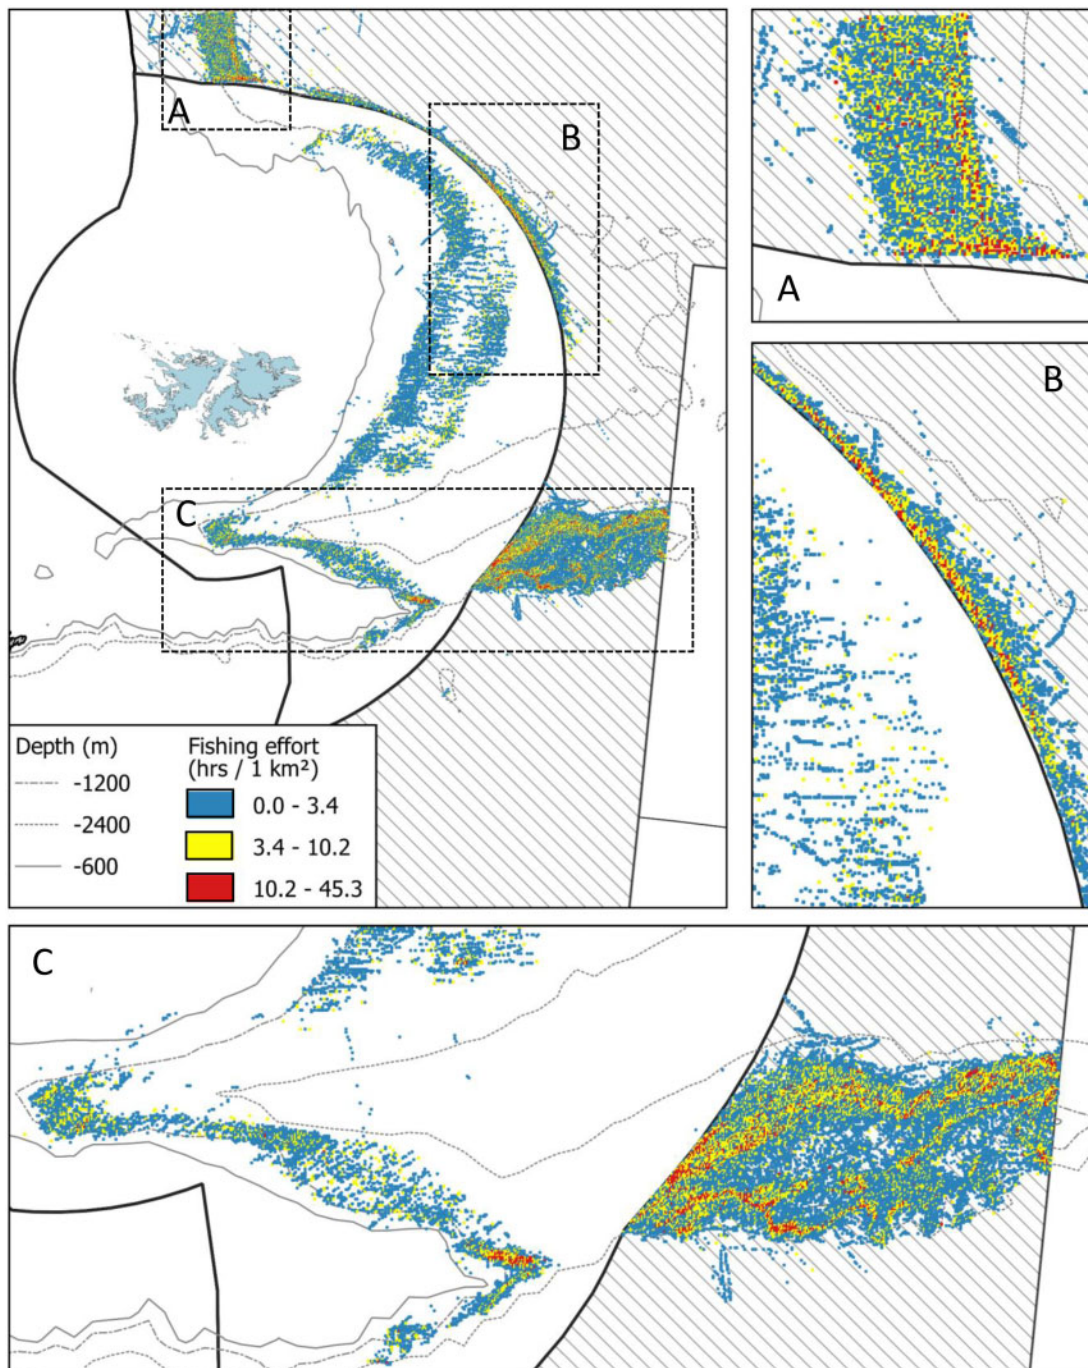 A
B
C
Depth (m)
-1200
-2400
-600
Fishing effort
(hrs / 1 km²)
0.0 - 3.4
3.4 - 10.2
10.2 - 45.3
A
B
C